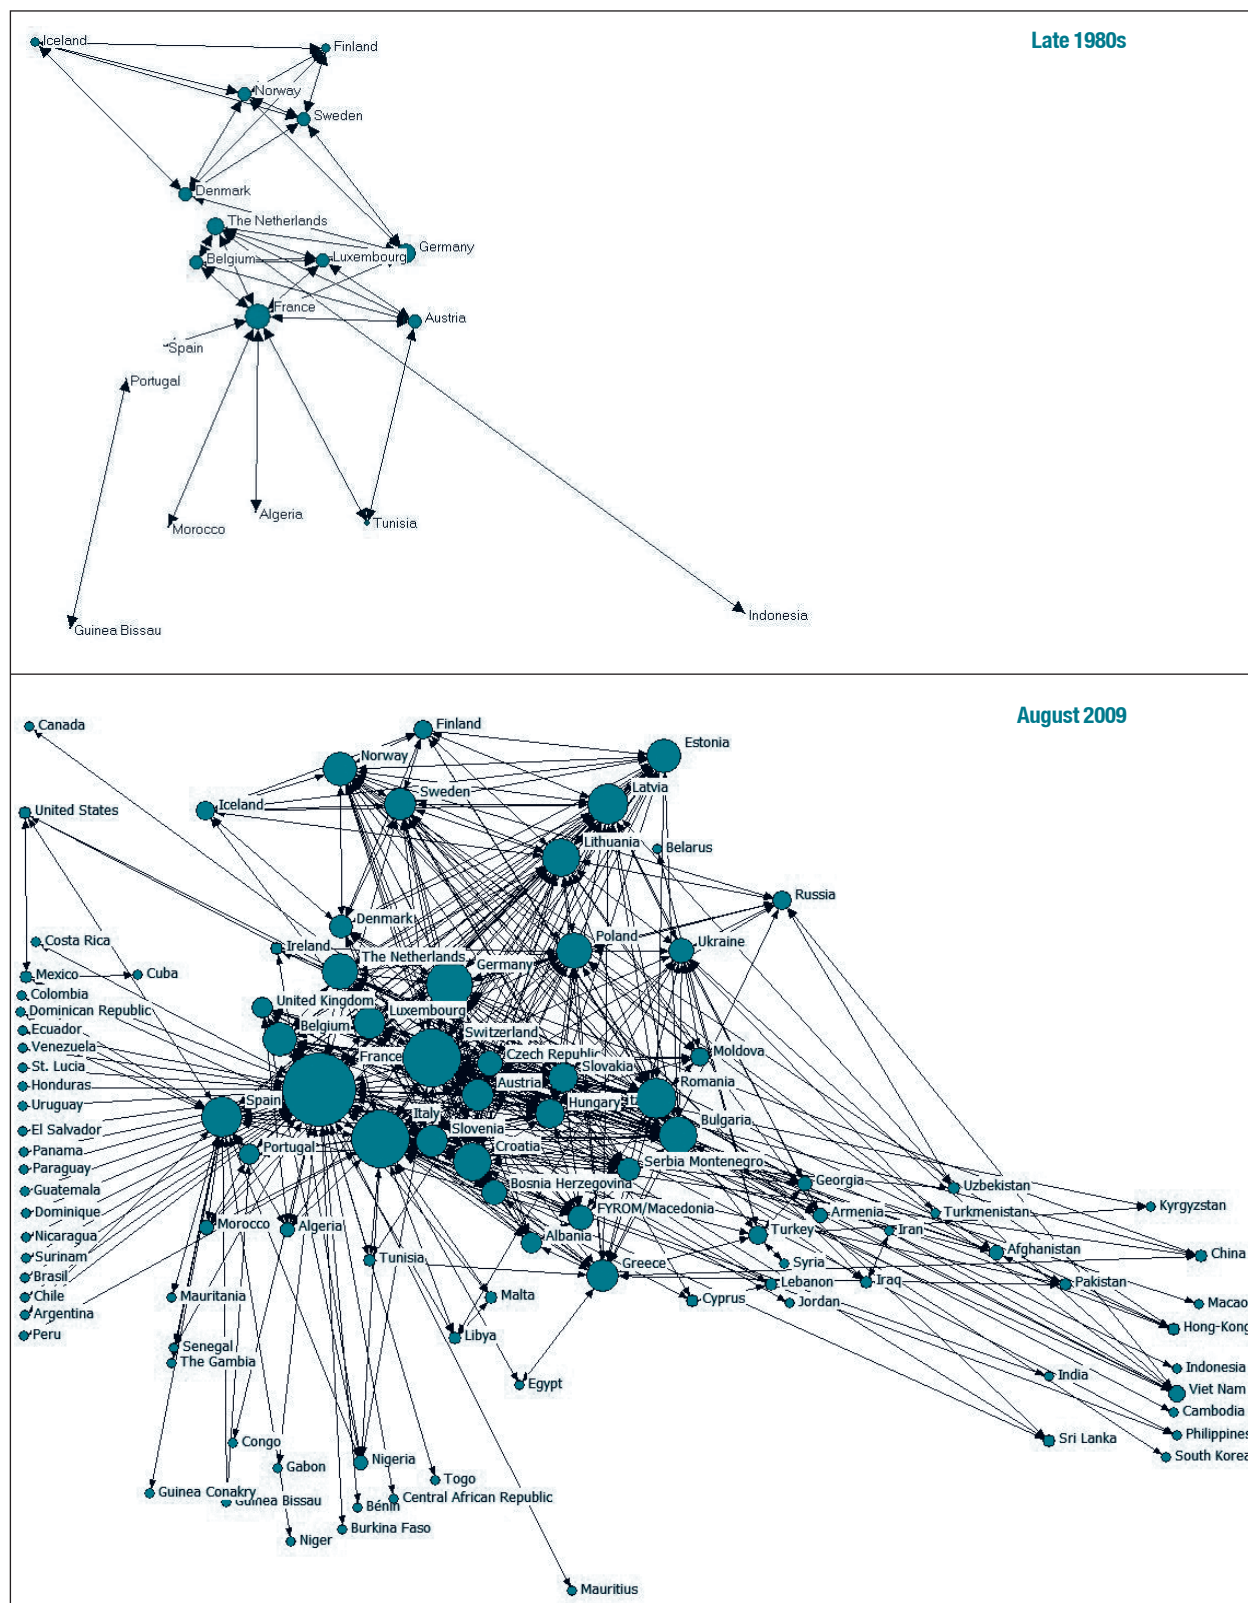 Late 1980s
Iceland
Finland
Norway
Sweden
Denmark
The Netherlands
Germany
Belgium
Luxembourg
France
Austria
Spain
Portugal
Algeria
Morocco
Tunisia
Indonesia
Guinea Bissau
August 2009
Canada
Finland
Estonia
Norway
Latvia
Sweden
United States
Iceland
Lithuania
Belarus
Russia
Denmark
Costa Rica
Ireland
Poland
Ukraine
The Netherlands
Germany
Mexico
Cuba
Colombia
United Kingdom
Dominican Republic
Luxembourg
Ecuador
Belgium
Switzerland
Venezuela
France
Czech Republic
Moldova
St. Lucia
Slovakia
Honduras
Austria
Romania
Uruguay
Spain
Hungary
Italy
Bulgaria
El Salvador
Slovenia
Panama
Portugal
Croatia
Serbia Montenegro
Paraguay
Georgia
Bosnia Herzegovina
Uzbekistan
Guatemala
Kyrgyzstan
Dominique
FYROM/Macedonia
Armenia
Turkmenistan
Morocco
Algeria
Turkey
Iran
Nicaragua
Albania
Afghanistan
China
Surinam
Tunisia
Greece
Syria
Brasil
Lebanon
Iraq
Pakistan
Chile
Mauritania
Malta
Cyprus
Jordan
Macao
Argentina
Hong-Kong
Peru
Libya
Senegal
The Gambia
Indonesia
India
Egypt
Viet Nam
Cambodia
Philippines
Sri Lanka
Congo
South Korea
Nigeria
Gabon
Togo
Guinea Conakry
Central African Republic
Guinea Bissau
Bénin
Burkina Faso
Niger
Mauritius